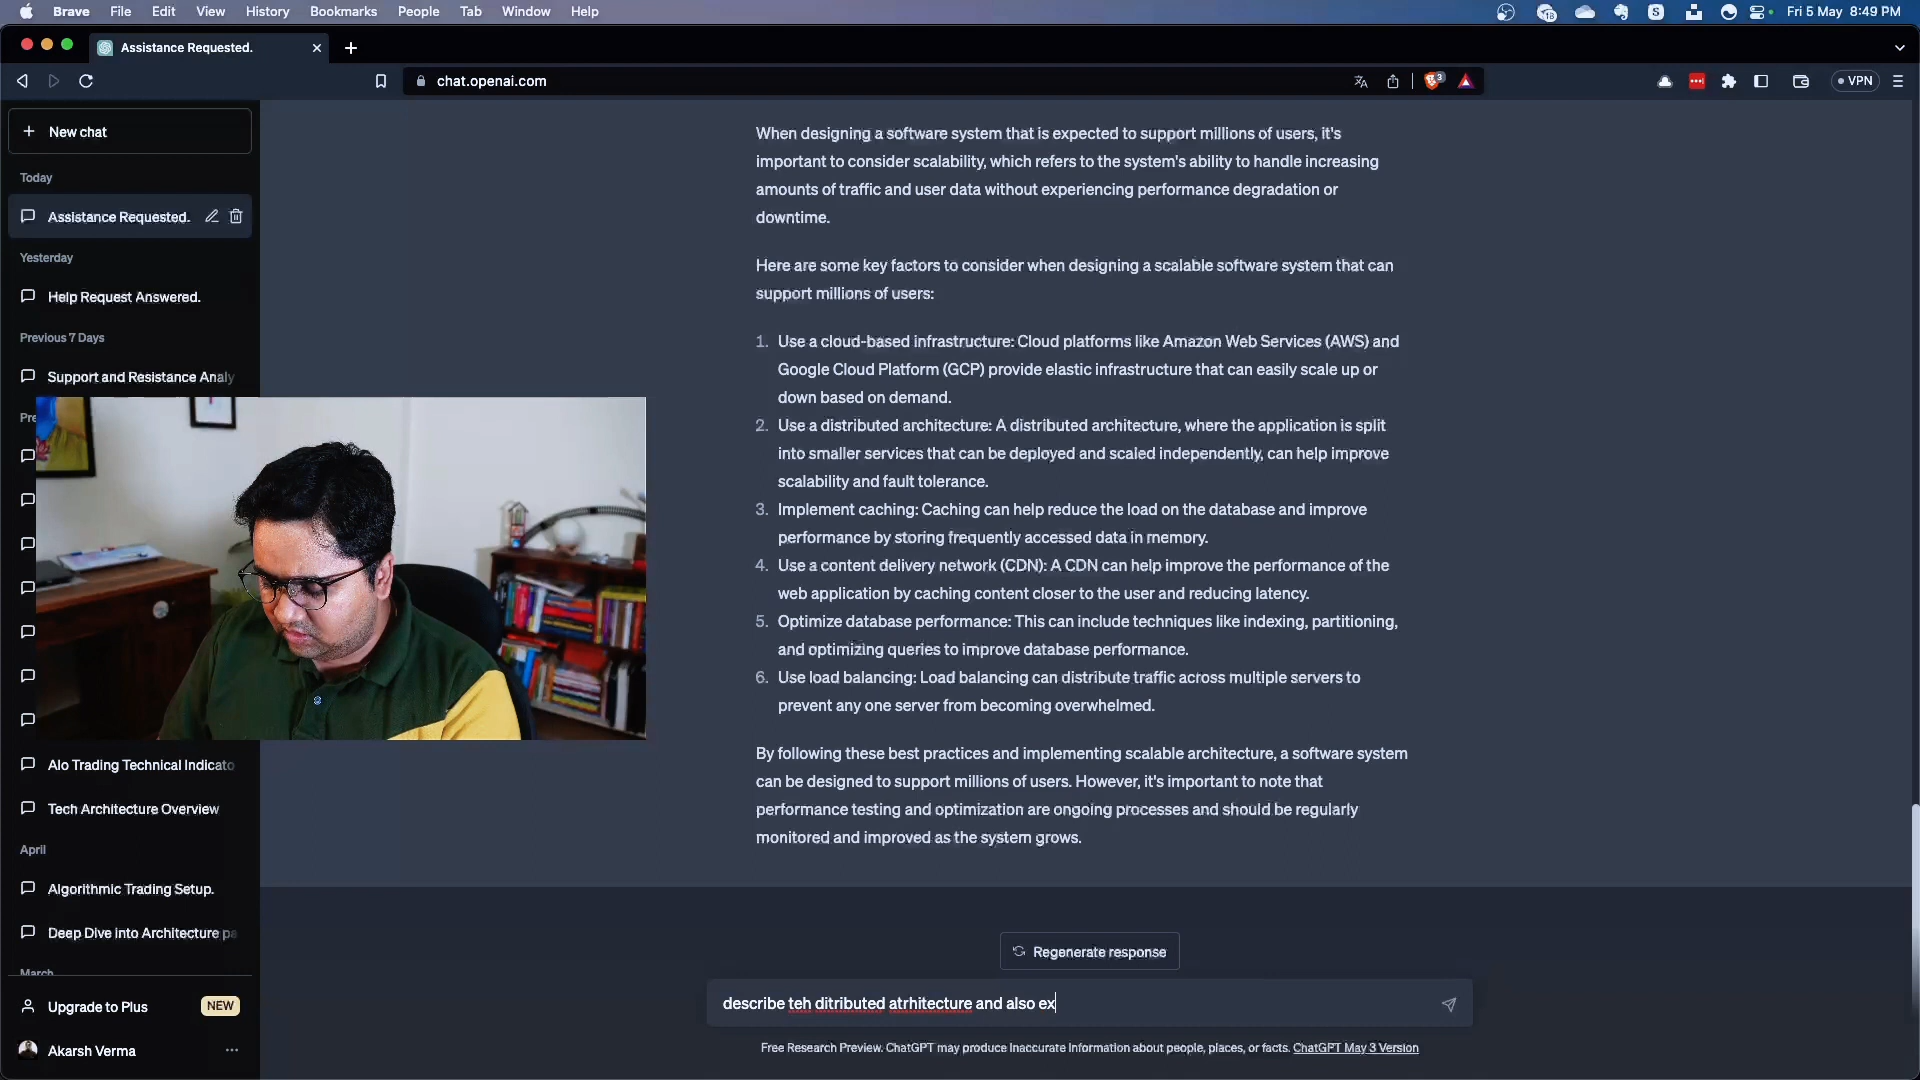 Brave File Edit View History Bookmarks People Tab Window Help
Fri 5 May 8:49 PM
Assistance Requested.
chat.openai.com
3
VPN
New chat
Today
Assistance Requested.
Yesterday
Help Request Answered.
Previous 7 Days
Support and Resistance Analy
Pre
Alo Trading Technical Indicato
Tech Architecture Overview
April
Algorithmic Trading Setup.
Deep Dive into Architecture pa
March
Upgrade to Plus NEW
Akarsh Verma
When designing a software system that is expected to support millions of users, it's
important to consider scalability, which refers to the system's ability to handle increasing
amounts of traffic and user data without experiencing performance degradation or
downtime.
Here are some key factors to consider when designing a scalable software system that can
support millions of users:
1. Use a cloud-based infrastructure: Cloud platforms like Amazon Web Services (AWS) and
Google Cloud Platform (GCP) provide elastic infrastructure that can easily scale up or
down based on demand.
2. Use a distributed architecture: A distributed architecture, where the application is split
into smaller services that can be deployed and scaled independently, can help improve
scalability and fault tolerance.
3. Implement caching: Caching can help reduce the load on the database and improve
performance by storing frequently accessed data in memory.
4. Use a content delivery network (CDN): A CDN can help improve the performance of the
web application by caching content closer to the user and reducing latency.
5. Optimize database performance: This can include techniques like indexing, partitioning,
and optimizing queries to improve database performance.
6. Use load balancing: Load balancing can distribute traffic across multiple servers to
prevent any one server from becoming overwhelmed.
By following these best practices and implementing scalable architecture, a software system
can be designed to support millions of users. However, it's important to note that
performance testing and optimization are ongoing processes and should be regularly
monitored and improved as the system grows.
Regenerate response
describe teh ditributed atrhitecture and also ex
Free Research Preview. ChatGPT may produce inaccurate information about people, places, or facts. ChatGPT May 3 Version